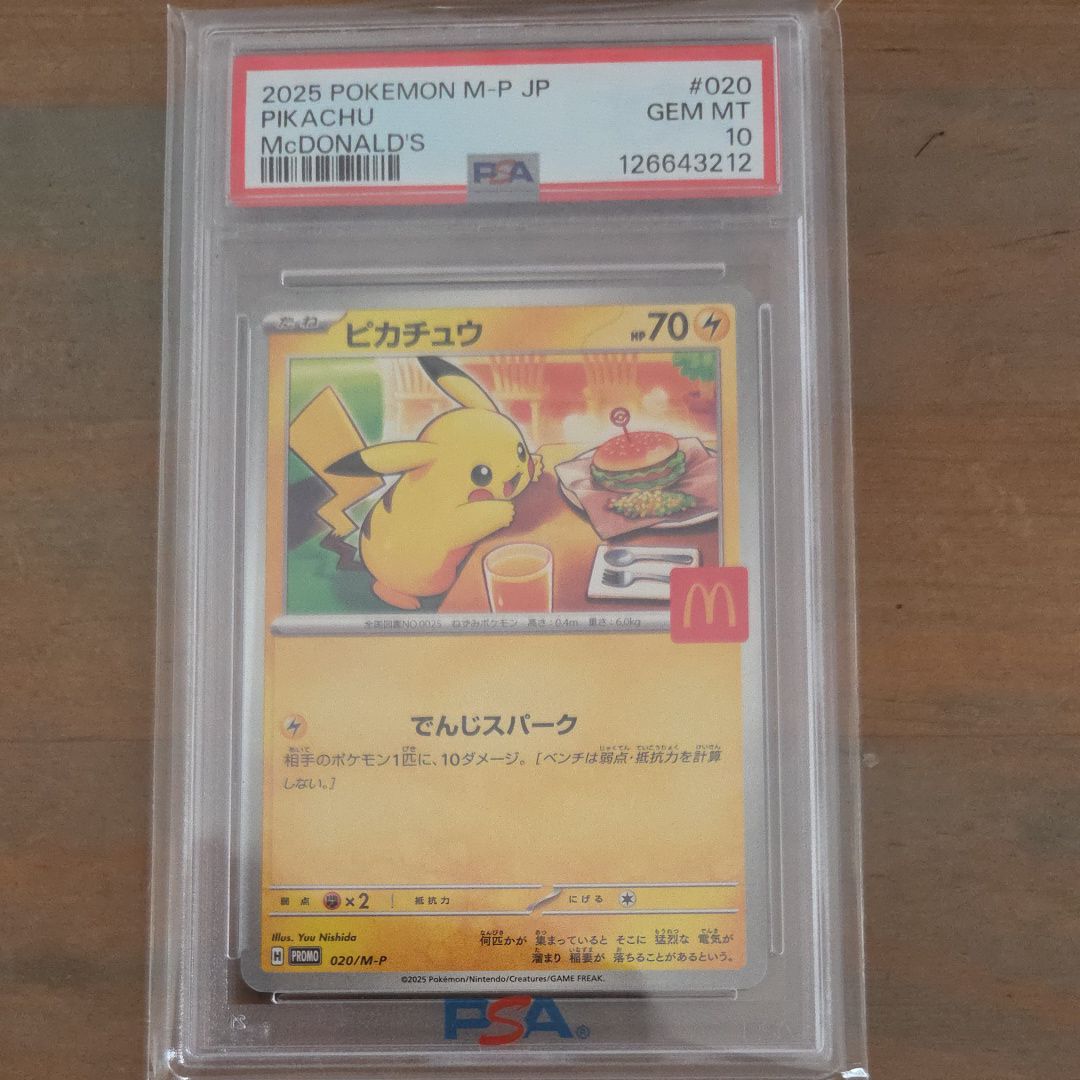 2025 POKEMON M-P JP #020
PIKACHU GEM MT
McDONALD'S 10
126643212
PSA
たね ピカチュウ HP 70
全国図鑑NO.0025 ねずみポケモン 高さ:0.4m 重さ:6.0kg
でんじスパーク
相手のポケモン1匹に、10ダメージ。[ベンチは弱点・抵抗力を計算
しない。]
弱点 ×2 抵抗力 にげる
Illus. Yuu Nishida
H PROMO 020/M-P
何匹かが 集まっていると そこに 猛烈な 電気が
溜まり 稲妻が 落ちることがあるという。
©2025 Pokémon/Nintendo/Creatures/GAME FREAK.
PSA®